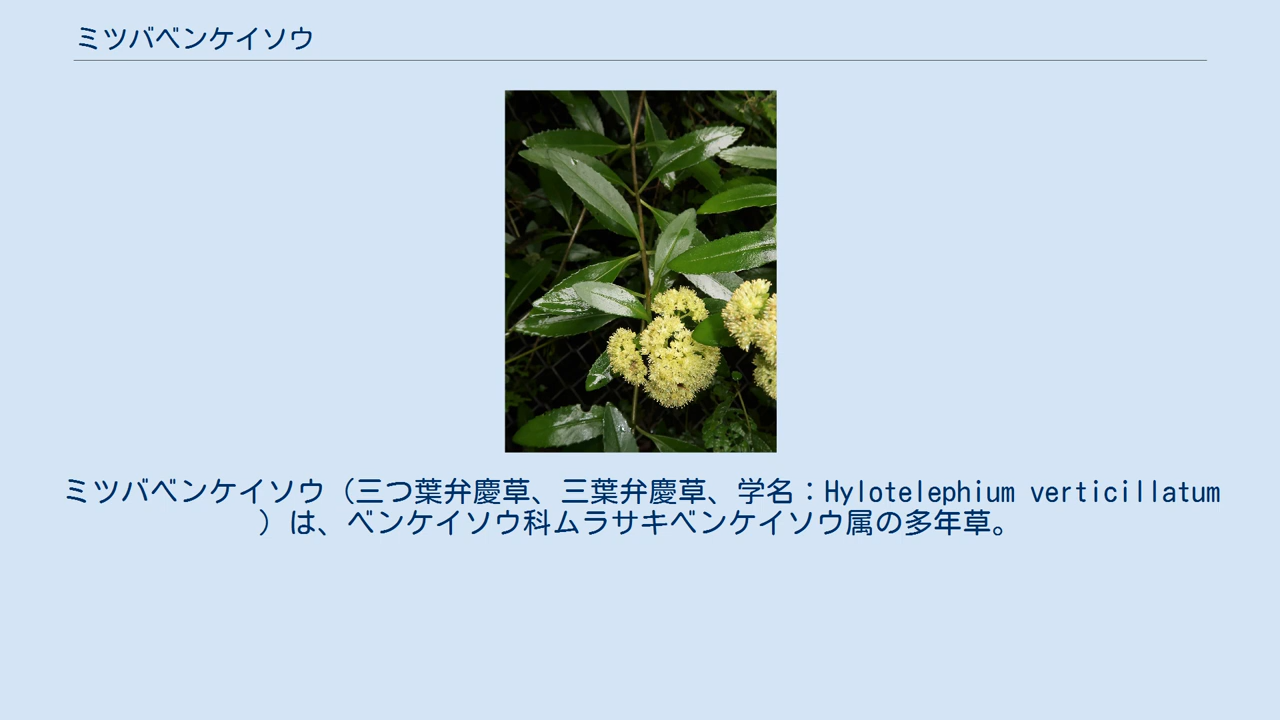 ミツバベンケイソウ
ミツバベンケイソウ（三つ葉弁慶草、三葉弁慶草、学名：Hylotelephium verticillatum
）は、ベンケイソウ科ムラサキベンケイソウ属の多年草。